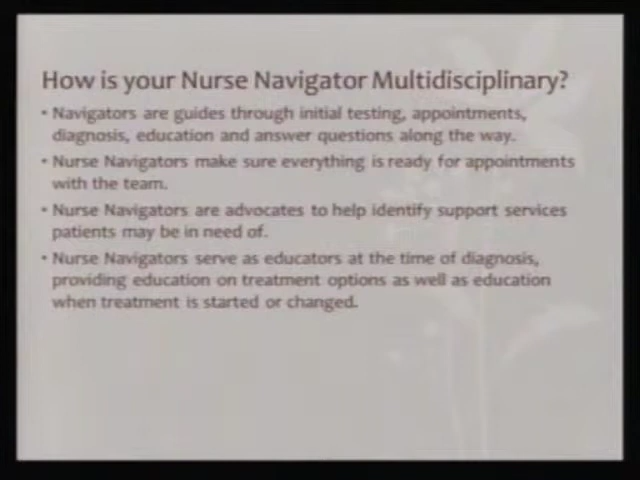 How is your Nurse Navigator Multidisciplinary?
• Navigators are guides through initial testing, appointments,
diagnosis, education and answer questions along the way.
• Nurse Navigators make sure everything is ready for appointments
with the team.
• Nurse Navigators are advocates to help identify support services
patients may be in need of.
• Nurse Navigators serve as educators at the time of diagnosis,
providing education on treatment options as well as education
when treatment is started or changed.